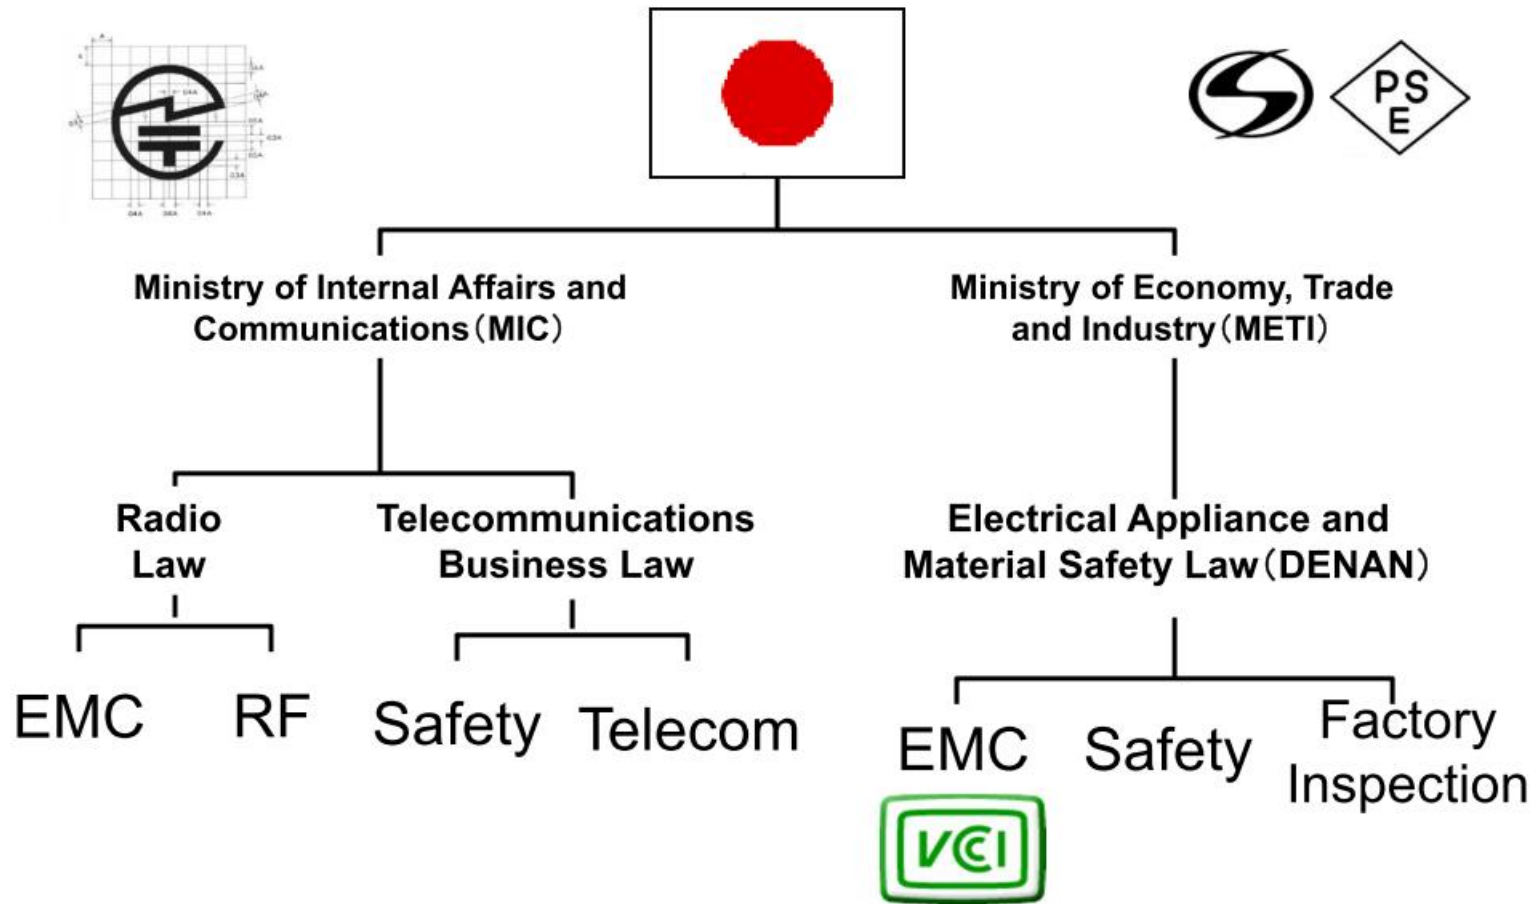 A
PS
E
Ministry of Internal Affairs and
Communications（MIC）
Ministry of Economy, Trade
and Industry（METI）
Radio
Law
Telecommunications
Business Law
Electrical Appliance and
Material Safety Law（DENAN）
EMC
RF
Safety
Telecom
EMC
Safety
Factory
Inspection
VCCI